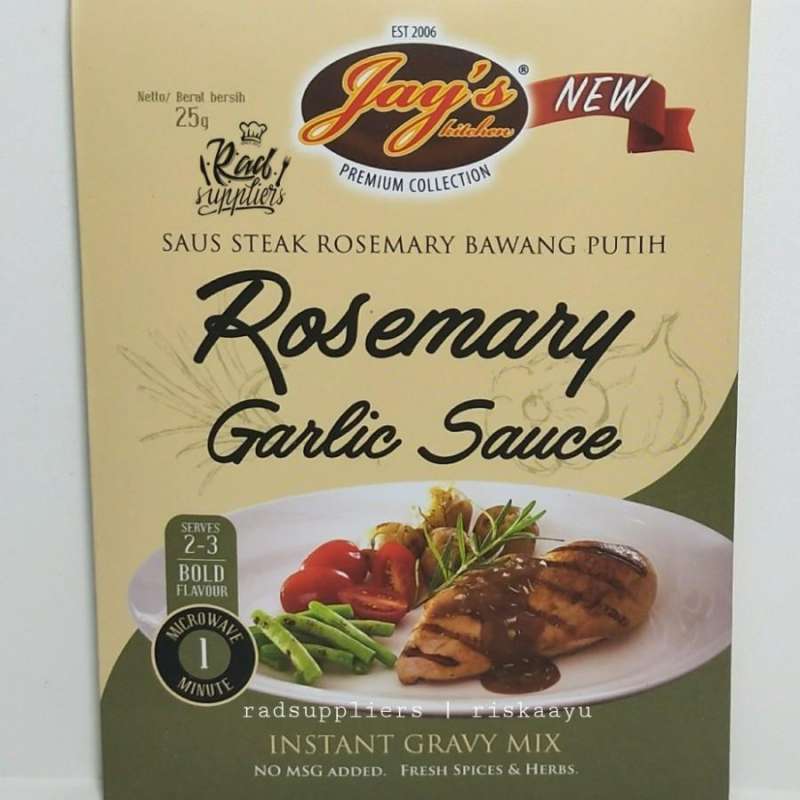 EST 2006
Jay's
kitchen
®
NEW
PREMIUM COLLECTION
Netto/ Berat bersih
25g
Rad
suppliers
SAUS STEAK ROSEMARY BAWANG PUTIH
Rosemary
Garlic Sauce
SERVES
2-3
BOLD
FLAVOUR
MICROWAVE
1
MINUTE
radsuppliers | riskaayu
INSTANT GRAVY MIX
NO MSG ADDED. FRESH SPICES & HERBS.